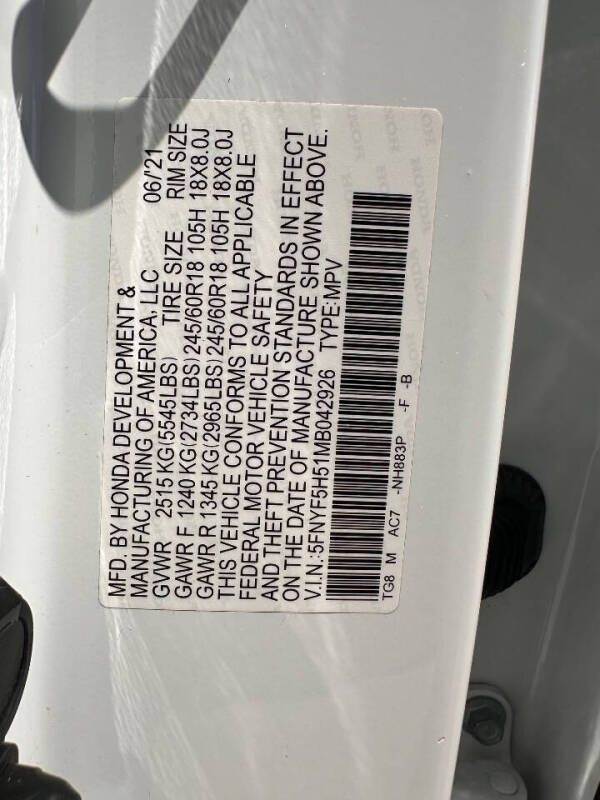 MFD. BY HONDA DEVELOPMENT &
MANUFACTURING OF AMERICA, LLC 06/'21
GVWR 2515 KG(5545LBS) TIRE SIZE RIM SIZE
GAWR F 1240 KG(2734LBS)245/60R18 105H 18X8.0J
GAWR R 1345 KG(2965LBS)245/60R18 105H 18X8.0J
THIS VEHICLE CONFORMS TO ALL APPLICABLE
FEDERAL MOTOR VEHICLE SAFETY
AND THEFT PREVENTION STANDARDS IN EFFECT
ON THE DATE OF MANUFACTURE SHOWN ABOVE.
V.I.N.:5FNYF5H51MB042926 TYPE:MPV
TG8 M AC7 -NH883P -F -B